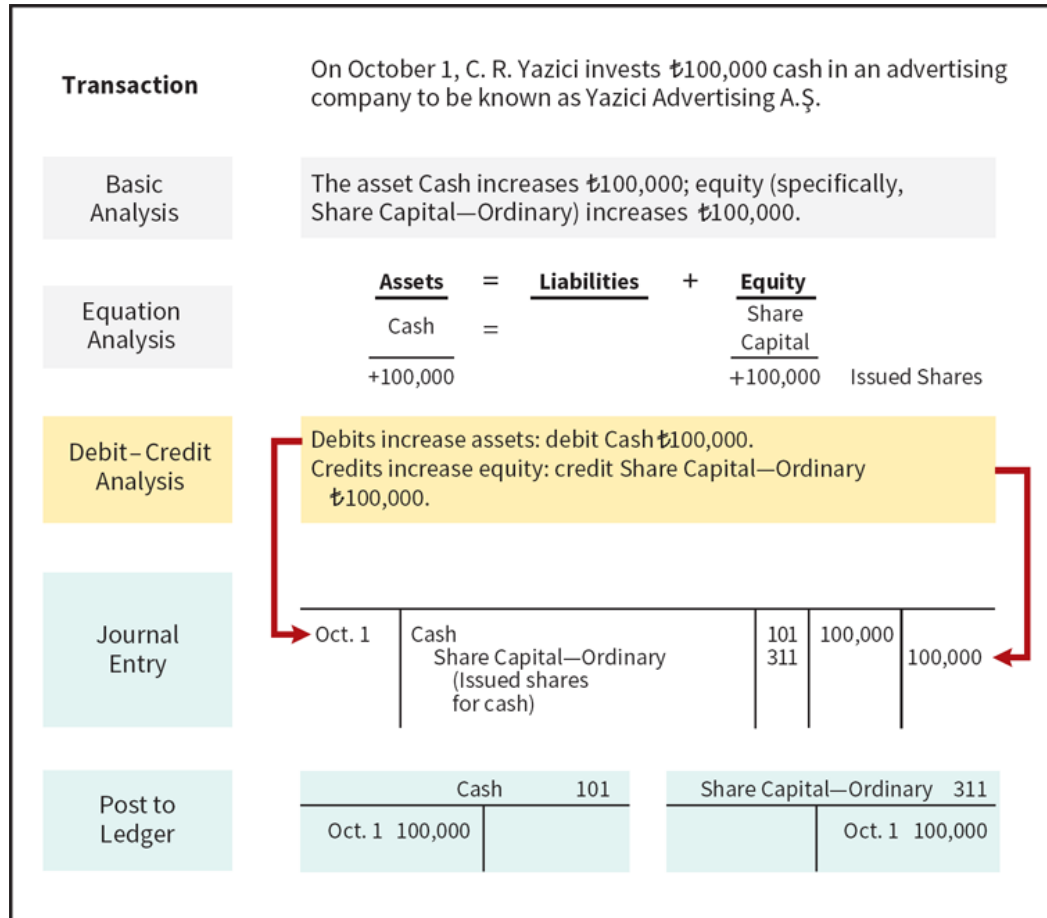 Transaction
On October 1, C. R. Yazici invests ₺100,000 cash in an advertising
company to be known as Yazici Advertising A.Ş.
Basic
Analysis
The asset Cash increases ₺100,000; equity (specifically,
Share Capital—Ordinary) increases ₺100,000.
Equation
Analysis
Assets = Liabilities + Equity
Cash = Share
Capital
+100,000 +100,000 Issued Shares
Debit–Credit
Analysis
Debits increase assets: debit Cash ₺100,000.
Credits increase equity: credit Share Capital—Ordinary
₺100,000.
Journal
Entry
Oct. 1 Cash 101 100,000
Share Capital—Ordinary 311 100,000
(Issued shares
for cash)
Post to
Ledger
Cash 101
Oct. 1 100,000
Share Capital—Ordinary 311
Oct. 1 100,000